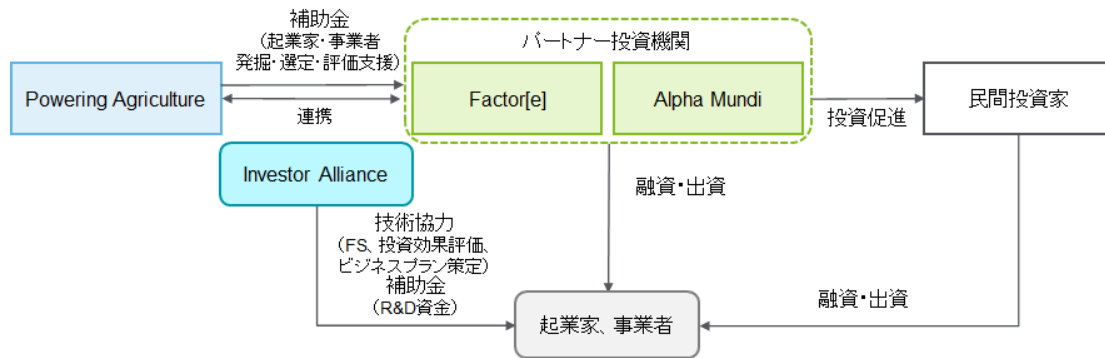 補助金
(起業家・事業者
発掘・選定・評価支援)
パートナー投資機関
Powering Agriculture
連携
Factor[e]
Alpha Mundi
投資促進
民間投資家
Investor Alliance
融資・出資
技術協力
(FS、投資効果評価、
ビジネスプラン策定)
補助金
(R&D資金)
起業家、事業者
融資・出資